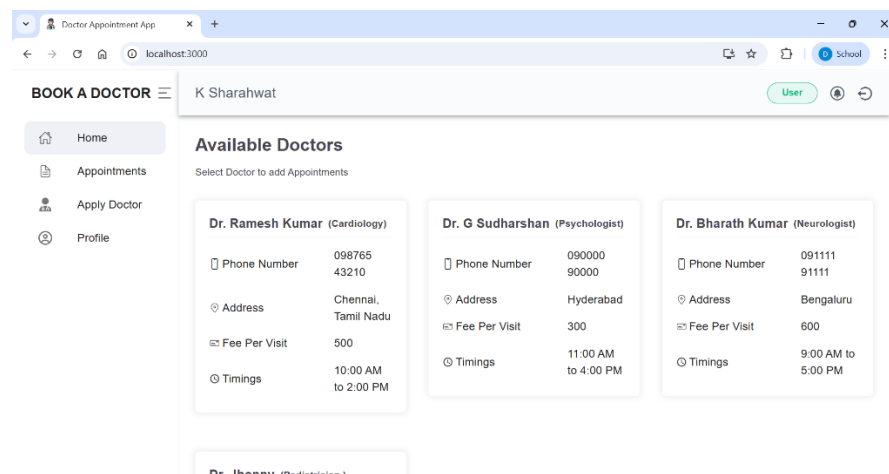 Doctor Appointment App
localhost:3000
School
BOOK A DOCTOR
K Sharahwat
User
Home
Appointments
Apply Doctor
Profile
Available Doctors
Select Doctor to add Appointments
Dr. Ramesh Kumar (Cardiology)
Phone Number 098765
43210
Address Chennai,
Tamil Nadu
Fee Per Visit 500
Timings 10:00 AM
to 2:00 PM
Dr. G Sudharshan (Psychologist)
Phone Number 090000
90000
Address Hyderabad
Fee Per Visit 300
Timings 11:00 AM
to 4:00 PM
Dr. Bharath Kumar (Neurologist)
Phone Number 091111
91111
Address Bengaluru
Fee Per Visit 600
Timings 9:00 AM to
5:00 PM